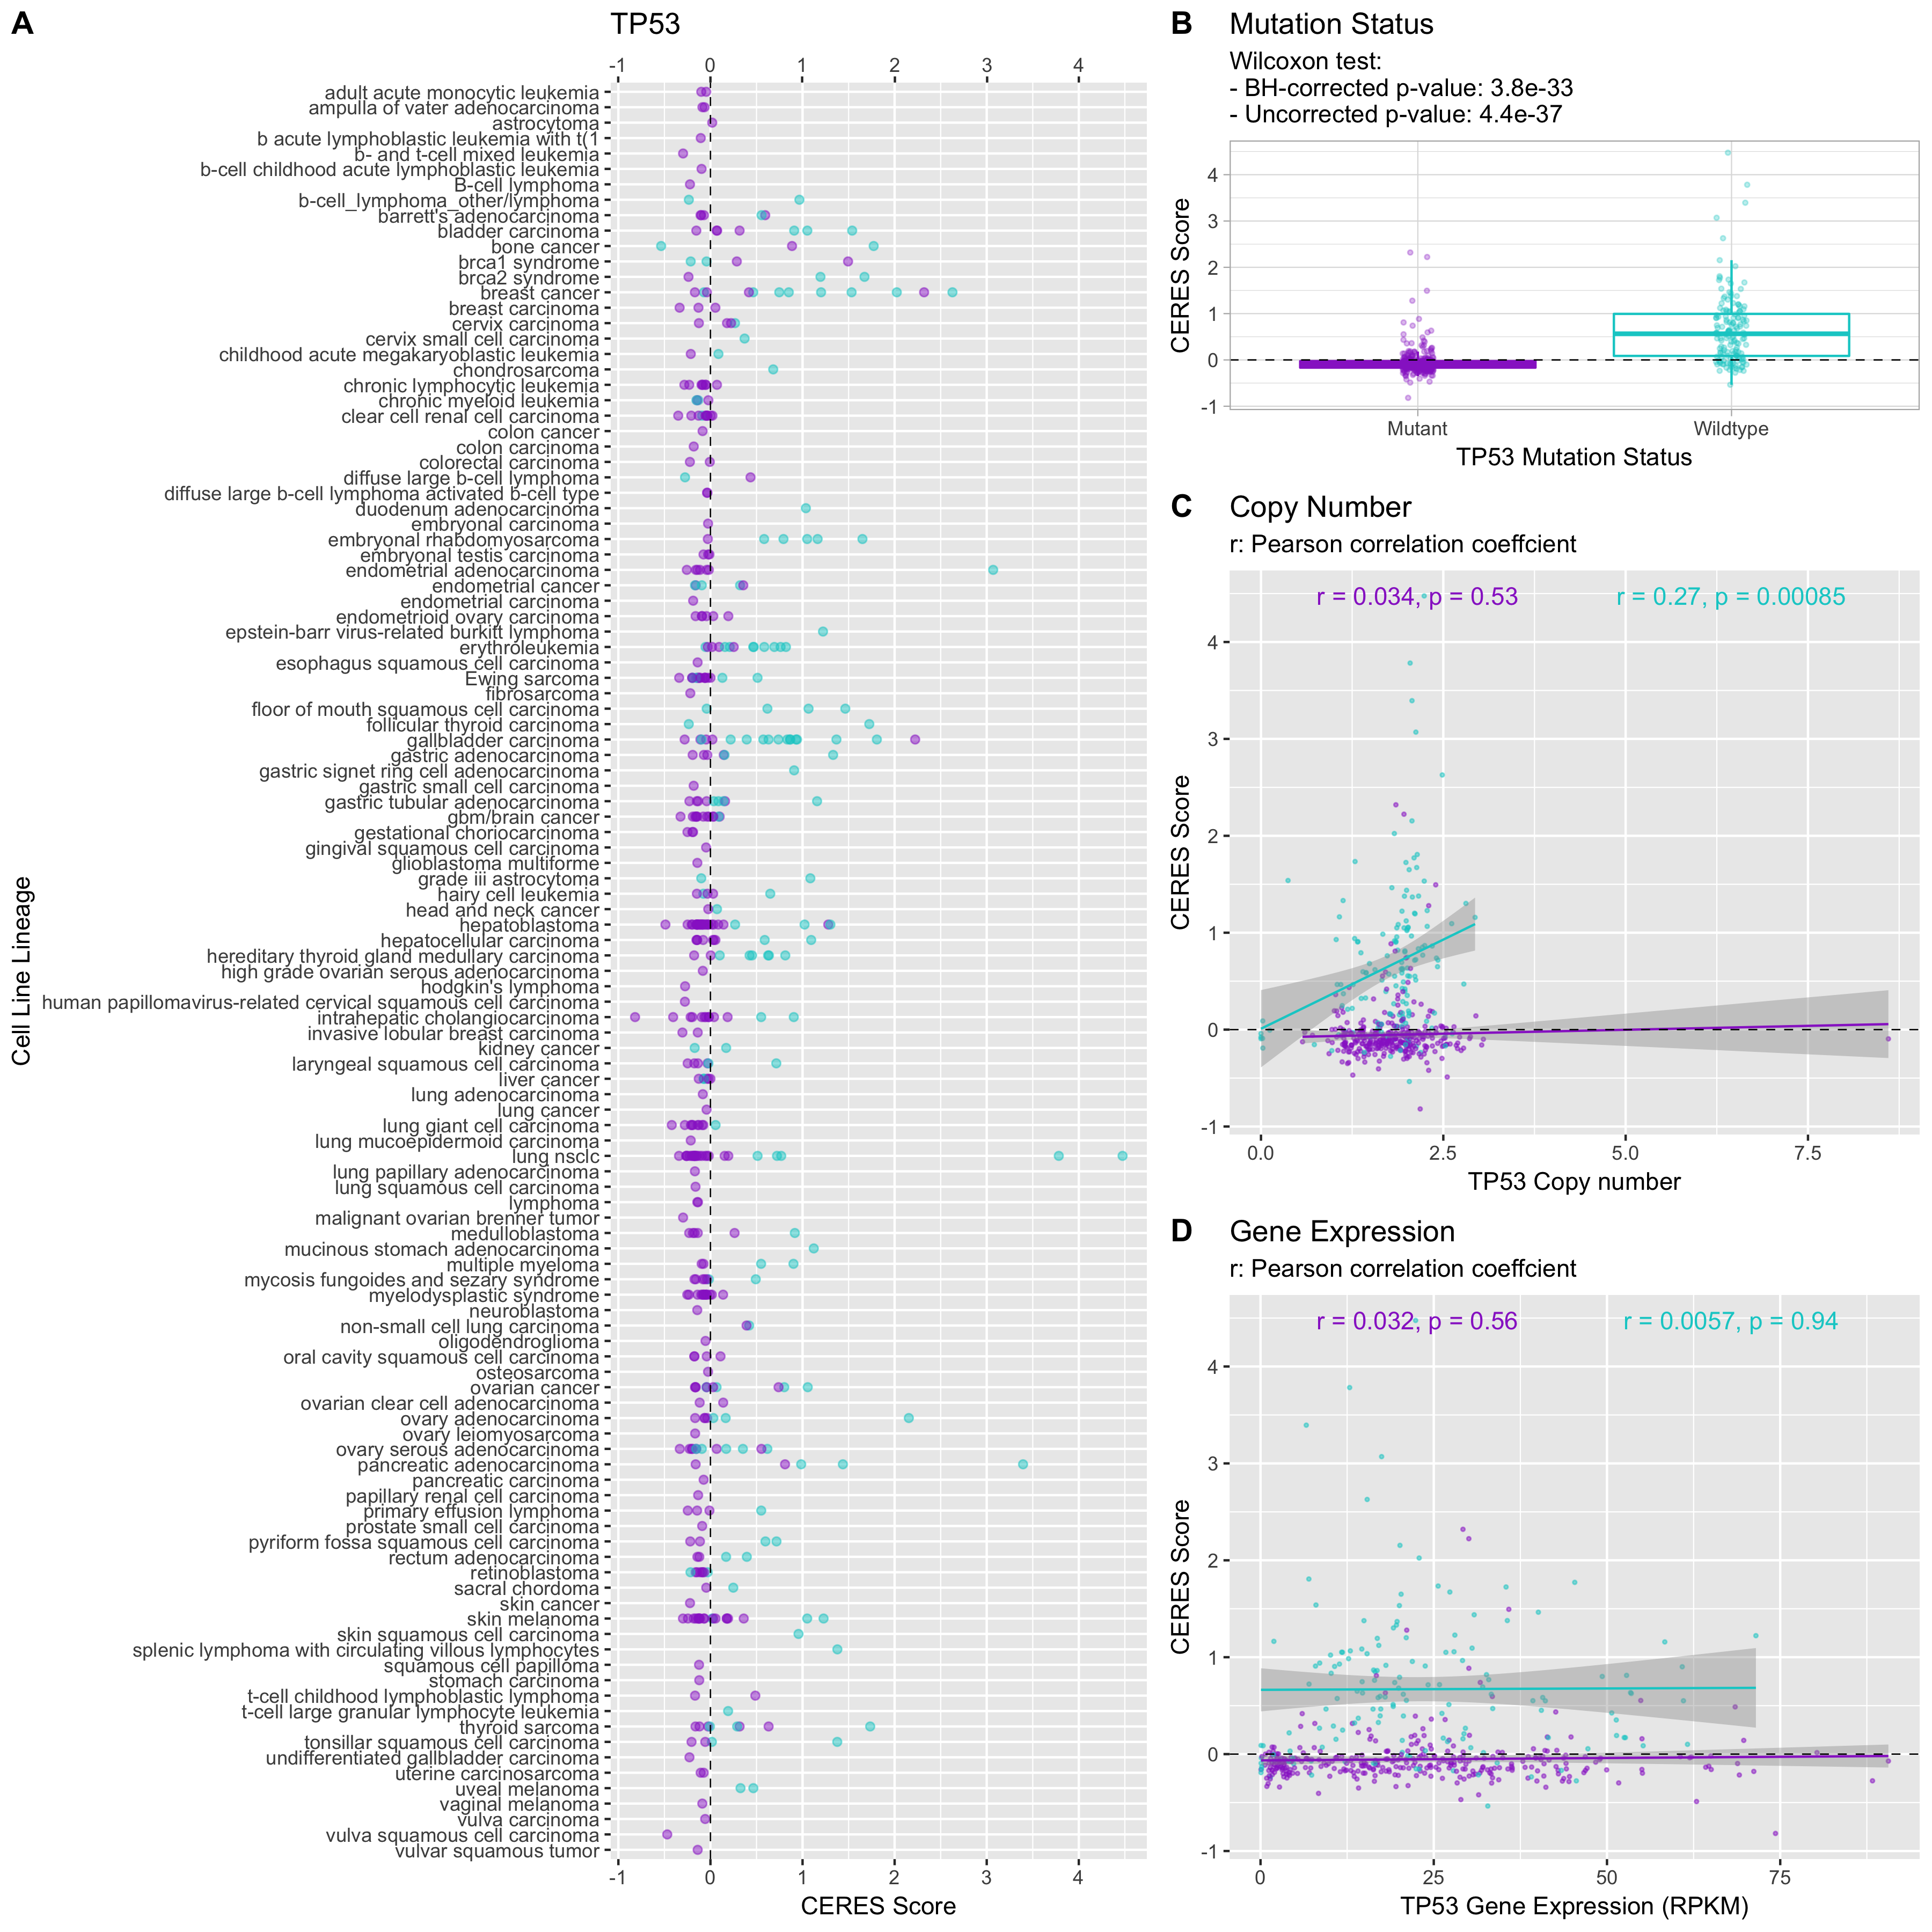 A
TP53
-1 0 1 2 3 4
adult acute monocytic leukemia
ampulla of vater adenocarcinoma
astrocytoma
b acute lymphoblastic leukemia with t(1
b- and t-cell mixed leukemia
b-cell childhood acute lymphoblastic leukemia
B-cell lymphoma
b-cell_lymphoma_other/lymphoma
barrett's adenocarcinoma
bladder carcinoma
bone cancer
brca1 syndrome
brca2 syndrome
breast cancer
breast carcinoma
cervix carcinoma
cervix small cell carcinoma
childhood acute megakaryoblastic leukemia
chondrosarcoma
chronic lymphocytic leukemia
chronic myeloid leukemia
clear cell renal cell carcinoma
colon cancer
colon carcinoma
colorectal carcinoma
diffuse large b-cell lymphoma
diffuse large b-cell lymphoma activated b-cell type
duodenum adenocarcinoma
embryonal carcinoma
embryonal rhabdomyosarcoma
embryonal testis carcinoma
endometrial adenocarcinoma
endometrial cancer
endometrial carcinoma
endometrioid ovary carcinoma
epstein-barr virus-related burkitt lymphoma
erythroleukemia
esophagus squamous cell carcinoma
Ewing sarcoma
fibrosarcoma
floor of mouth squamous cell carcinoma
follicular thyroid carcinoma
gallbladder carcinoma
gastric adenocarcinoma
gastric signet ring cell adenocarcinoma
gastric small cell carcinoma
gastric tubular adenocarcinoma
gbm/brain cancer
gestational choriocarcinoma
gingival squamous cell carcinoma
glioblastoma multiforme
grade iii astrocytoma
hairy cell leukemia
head and neck cancer
hepatoblastoma
hepatocellular carcinoma
hereditary thyroid gland medullary carcinoma
high grade ovarian serous adenocarcinoma
hodgkin's lymphoma
human papillomavirus-related cervical squamous cell carcinoma
intrahepatic cholangiocarcinoma
invasive lobular breast carcinoma
kidney cancer
laryngeal squamous cell carcinoma
liver cancer
lung adenocarcinoma
lung cancer
lung giant cell carcinoma
lung mucoepidermoid carcinoma
lung nsclc
lung papillary adenocarcinoma
lung squamous cell carcinoma
lymphoma
malignant ovarian brenner tumor
medulloblastoma
mucinous stomach adenocarcinoma
multiple myeloma
mycosis fungoides and sezary syndrome
myelodysplastic syndrome
neuroblastoma
non-small cell lung carcinoma
oligodendroglioma
oral cavity squamous cell carcinoma
osteosarcoma
ovarian cancer
ovarian clear cell adenocarcinoma
ovary adenocarcinoma
ovary leiomyosarcoma
ovary serous adenocarcinoma
pancreatic adenocarcinoma
pancreatic carcinoma
papillary renal cell carcinoma
primary effusion lymphoma
prostate small cell carcinoma
pyriform fossa squamous cell carcinoma
rectum adenocarcinoma
retinoblastoma
sacral chordoma
skin cancer
skin melanoma
skin squamous cell carcinoma
splenic lymphoma with circulating villous lymphocytes
squamous cell papilloma
stomach carcinoma
t-cell childhood lymphoblastic lymphoma
t-cell large granular lymphocyte leukemia
thyroid sarcoma
tonsillar squamous cell carcinoma
undifferentiated gallbladder carcinoma
uterine carcinosarcoma
uveal melanoma
vaginal melanoma
vulva carcinoma
vulva squamous cell carcinoma
vulvar squamous tumor
-1 0 1 2 3 4
CERES Score
Cell Line Lineage
B
Mutation Status
Wilcoxon test:
- BH-corrected p-value: 3.8e-33
- Uncorrected p-value: 4.4e-37
4
3
2
1
0
-1
CERES Score
Mutant Wildtype
TP53 Mutation Status
C
Copy Number
r: Pearson correlation coeffcient
r = 0.034, p = 0.53 r = 0.27, p = 0.00085
4
3
2
1
0
-1
CERES Score
0.0 2.5 5.0 7.5
TP53 Copy number
D
Gene Expression
r: Pearson correlation coeffcient
r = 0.032, p = 0.56 r = 0.0057, p = 0.94
4
3
2
1
0
-1
CERES Score
0 25 50 75
TP53 Gene Expression (RPKM)